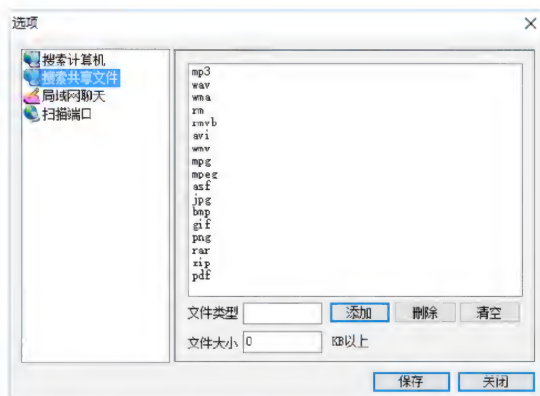 选项
搜索计算机
搜索共享文件
局域网聊天
扫描端口
mp3
wav
wma
rm
rmvb
avi
wmv
mpg
mpeg
asf
jpg
bmp
gif
png
rar
zip
pdf
文件类型 添加 删除 清空
文件大小 0 KB以上
保存 关闭